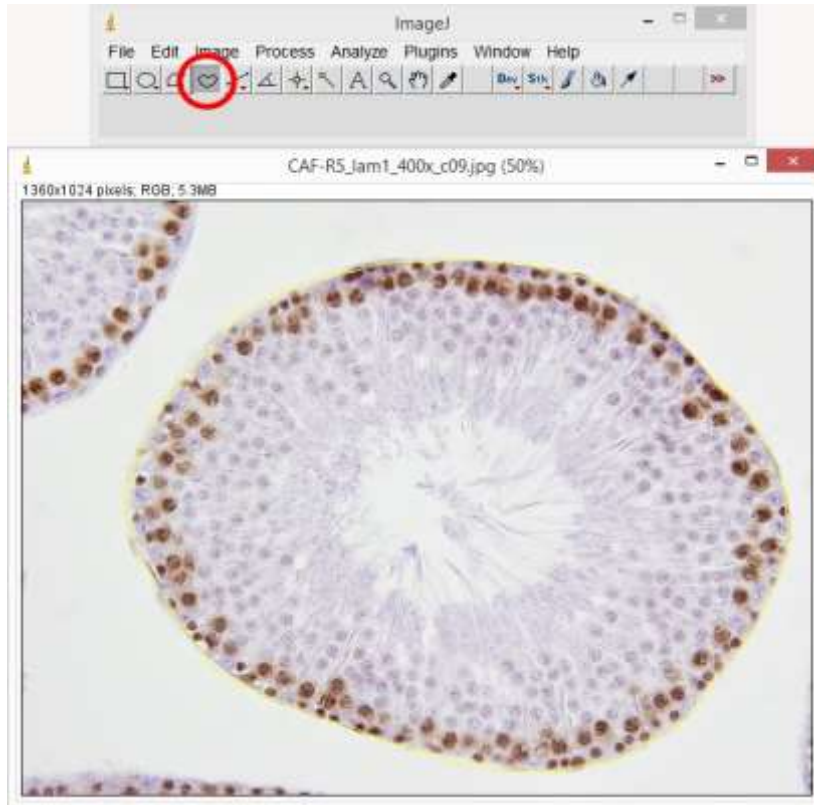 ImageJ
File Edit Image Process Analyze Plugins Window Help
A Dev Stk >>
CAF-R5_lam1_400x_c09.jpg (50%)
1360x1024 pixels; RGB; 5.3MB